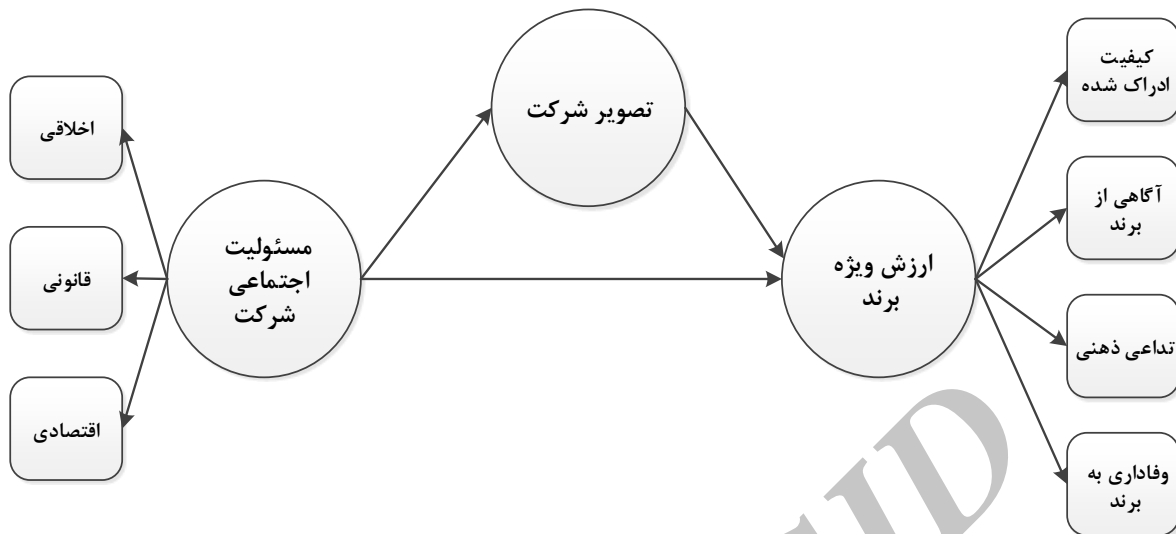 کیفیت
ادراک شده
تصویر شرکت
اخلاقی
آگاهی از
برند
مسئولیت
اجتماعی
شرکت
ارزش ویژه
برند
قانونی
تداعی ذهنی
اقتصادی
وفاداری به
برند